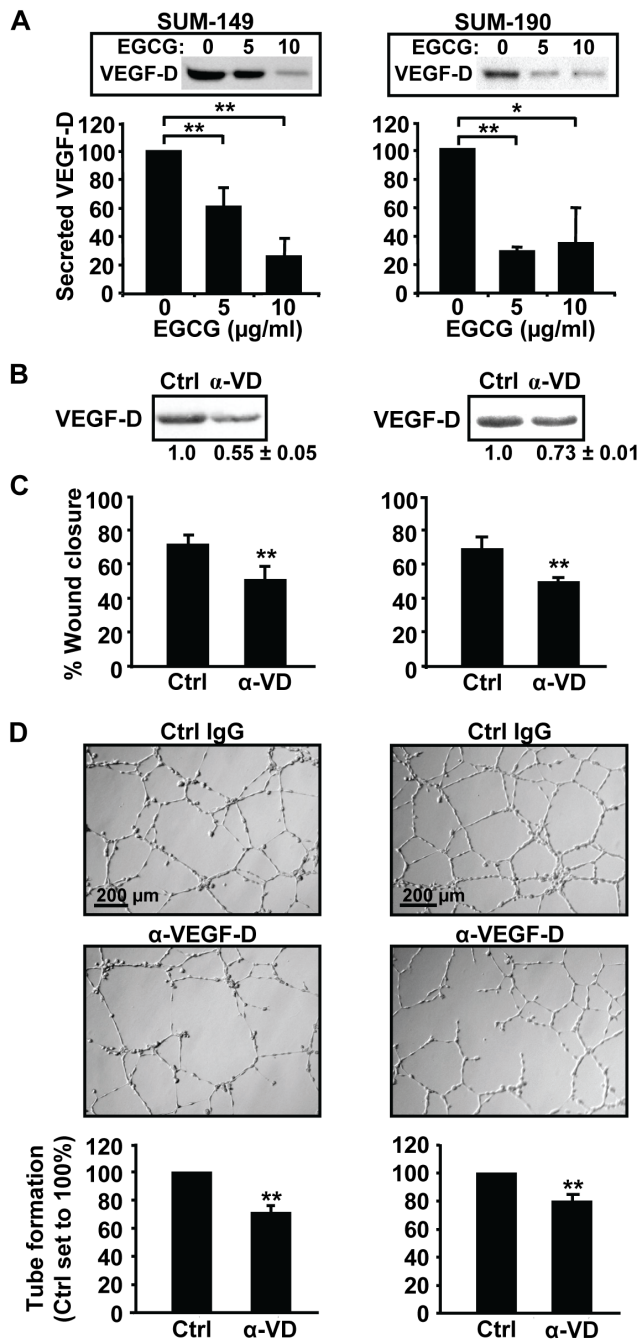 A
SUM-149
SUM-190
EGCG: 0 5 10
VEGF-D
EGCG: 0 5 10
VEGF-D
Secreted VEGF-D
120
100
80
60
40
20
0
**
**
0 5 10
EGCG (µg/ml)
120
100
80
60
40
20
0
*
**
0 5 10
EGCG (µg/ml)
B
Ctrl α-VD
VEGF-D
1.0 0.55 ± 0.05
Ctrl α-VD
VEGF-D
1.0 0.73 ± 0.01
C
% Wound closure
100
80
60
40
20
0
**
Ctrl α-VD
100
80
60
40
20
0
**
Ctrl α-VD
D
Ctrl IgG
200 µm
Ctrl IgG
200 µm
α-VEGF-D
α-VEGF-D
Tube formation
(Ctrl set to 100%)
120
100
80
60
40
20
0
**
Ctrl α-VD
120
100
80
60
40
20
0
**
Ctrl α-VD